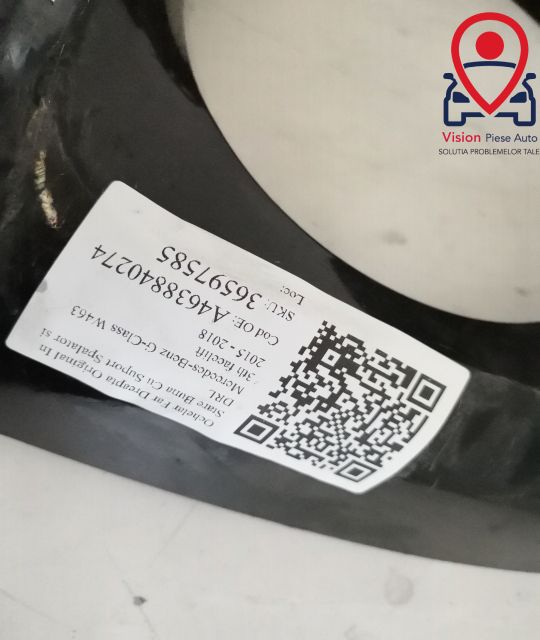 Vision Piese Auto
SOLUTIA PROBLEMELOR TALE
Ochelar Far Dreapta Original In
Stare Buna Cu Suport Spalator si
DRL
Mercedes-Benz G-Class W463
3th facelift
2015 - 2018
Cod OE: A4638840274
SKU: 36597585
Loc: